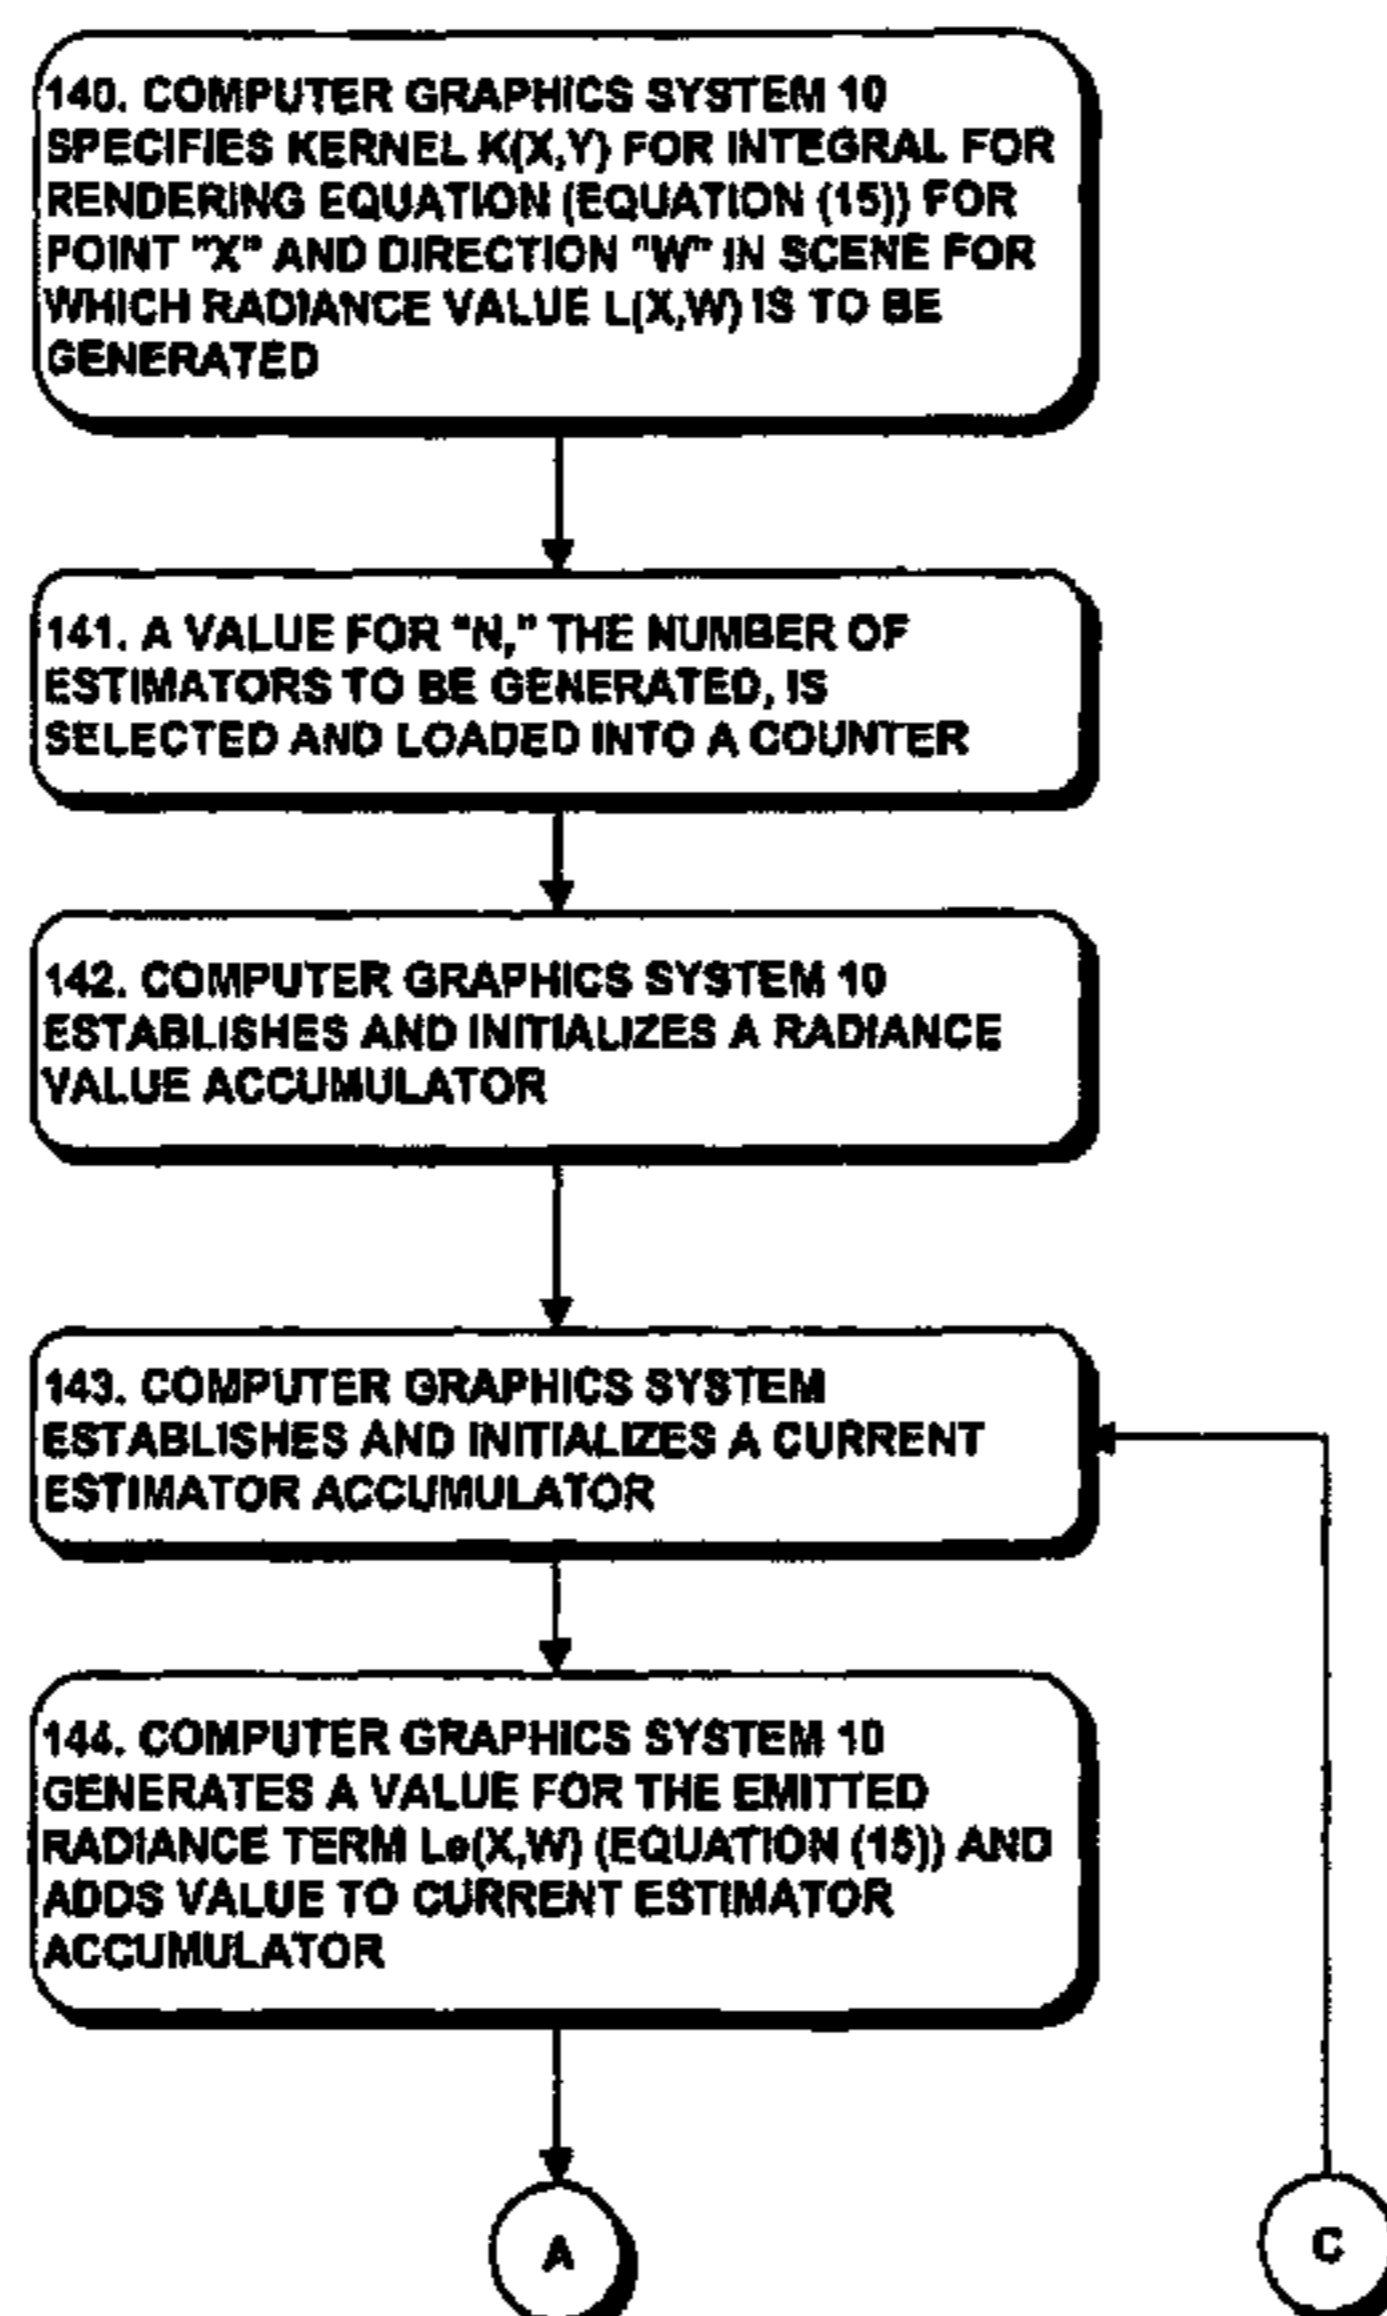 140. COMPUTER GRAPHICS SYSTEM 10
SPECIFIES KERNEL K(X,Y) FOR INTEGRAL FOR
RENDERING EQUATION (EQUATION (15)) FOR
POINT "X" AND DIRECTION "W" IN SCENE FOR
WHICH RADIANCE VALUE L(X,W) IS TO BE
GENERATED
141. A VALUE FOR "N," THE NUMBER OF
ESTIMATORS TO BE GENERATED, IS
SELECTED AND LOADED INTO A COUNTER
142. COMPUTER GRAPHICS SYSTEM 10
ESTABLISHES AND INITIALIZES A RADIANCE
VALUE ACCUMULATOR
143. COMPUTER GRAPHICS SYSTEM
ESTABLISHES AND INITIALIZES A CURRENT
ESTIMATOR ACCUMULATOR
144. COMPUTER GRAPHICS SYSTEM 10
GENERATES A VALUE FOR THE EMITTED
RADIANCE TERM Le(X,W) (EQUATION (15)) AND
ADDS VALUE TO CURRENT ESTIMATOR
ACCUMULATOR
A
C